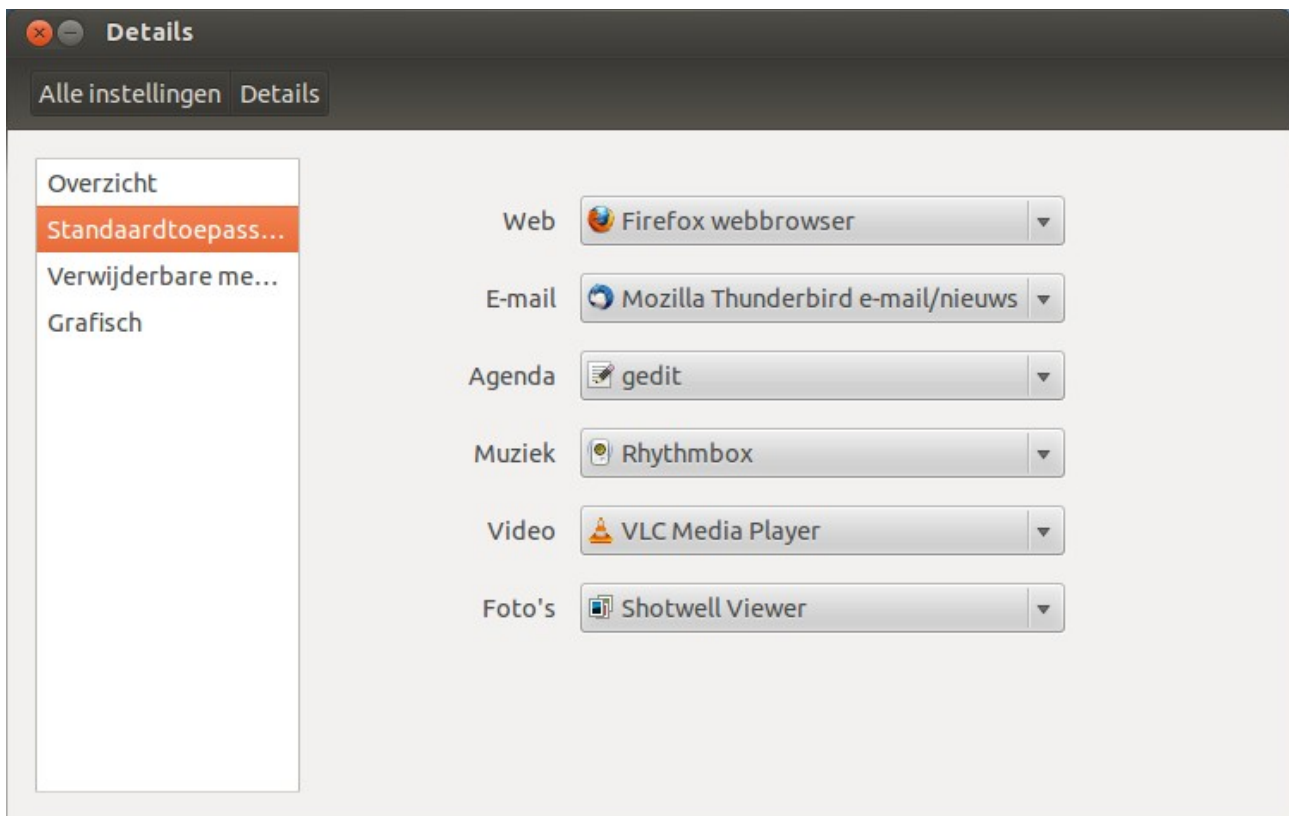 Details
Alle instellingen Details
Overzicht
Standaardtoepass...
Verwijderbare me...
Grafisch
Web Firefox webbrowser
E-mail Mozilla Thunderbird e-mail/nieuws
Agenda gedit
Muziek Rhythmbox
Video VLC Media Player
Foto's Shotwell Viewer